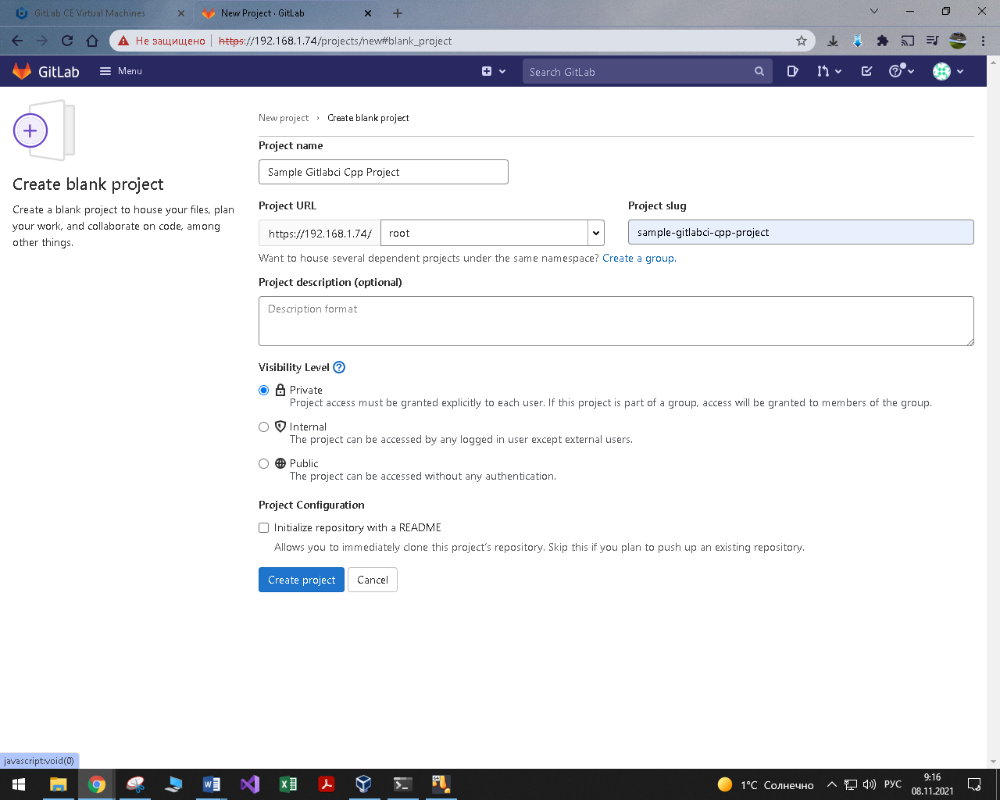 GitLab CE Virtual Machines
New Project · GitLab
Не защищено
https://192.168.1.74/projects/new#blank_project
GitLab
Menu
Search GitLab
New project › Create blank project
Create blank project
Create a blank project to house your files, plan
your work, and collaborate on code, among
other things.
Project name
Sample Gitlabci Cpp Project
Project URL
Project slug
https://192.168.1.74/
root
sample-gitlabci-cpp-project
Want to house several dependent projects under the same namespace? Create a group.
Project description (optional)
Description format
Visibility Level
Private
Project access must be granted explicitly to each user. If this project is part of a group, access will be granted to members of the group.
Internal
The project can be accessed by any logged in user except external users.
Public
The project can be accessed without any authentication.
Project Configuration
Initialize repository with a README
Allows you to immediately clone this project's repository. Skip this if you plan to push up an existing repository.
Create project
Cancel
javascript:void(0)
1°C Солнечно
РУС
9:16
08.11.2021